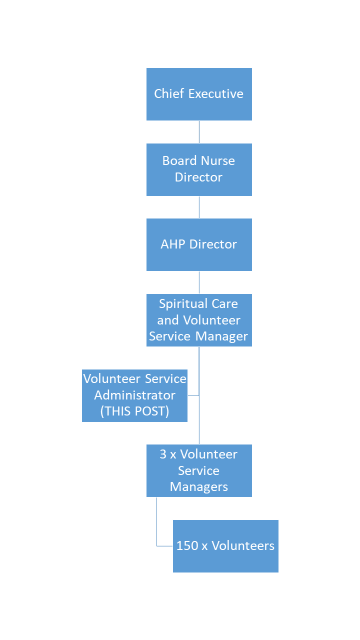 Chief Executive
Board Nurse
Director
AHP Director
Spiritual Care
and Volunteer
Service Manager
Volunteer Service
Administrator
(THIS POST)
3 x Volunteer
Service
Managers
150 x Volunteers